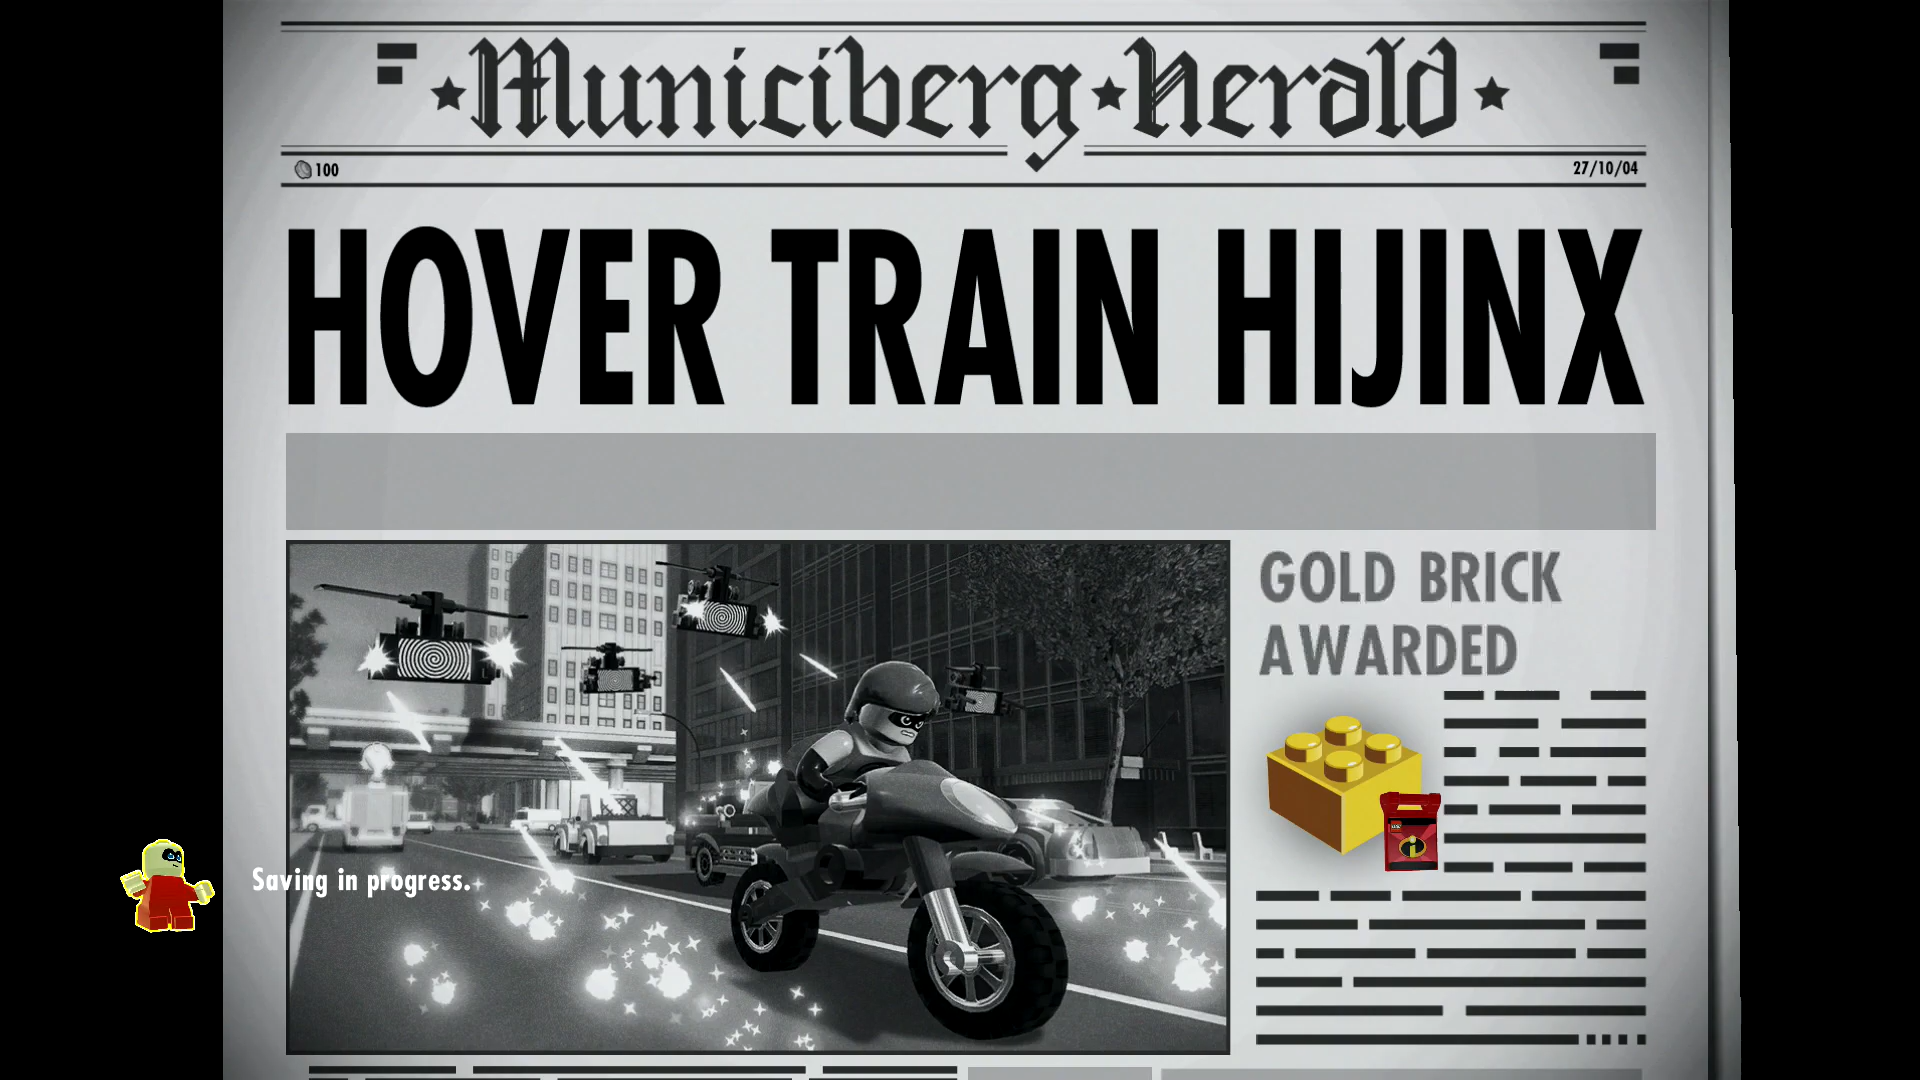 Municiberg Herald
100
27/10/04
HOVER TRAIN HIJINX
GOLD BRICK
AWARDED
Saving in progress.